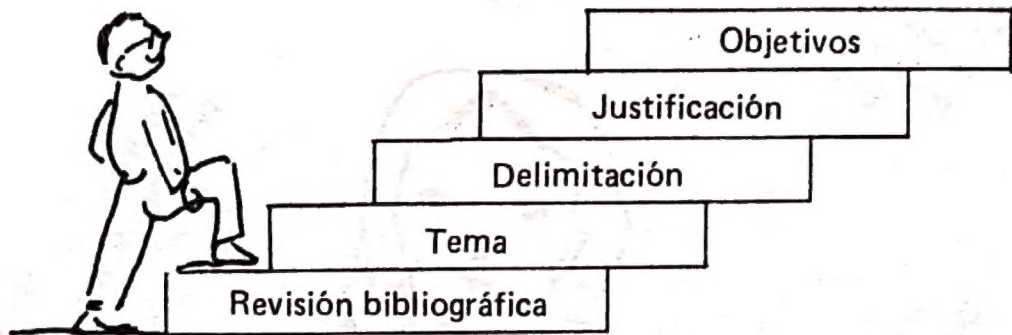 Objetivos
Justificación
Delimitación
Tema
Revisión bibliográfica